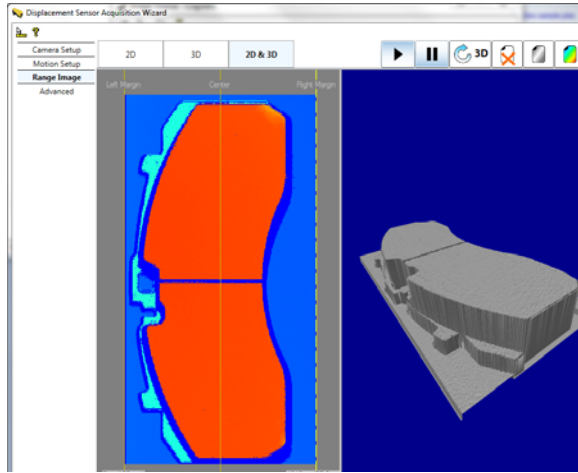 Displacement Sensor Acquisition Wizard
Camera Setup
Motion Setup
Range Image
Advanced
2D
3D
2D & 3D
3D
Left Margin
Center
Right Margin